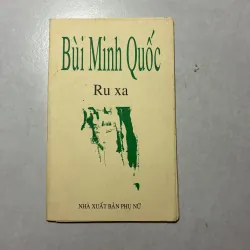 Bùi Minh Quốc
Ru xa
NHÀ XUẤT BẢN PHỤ NỮ